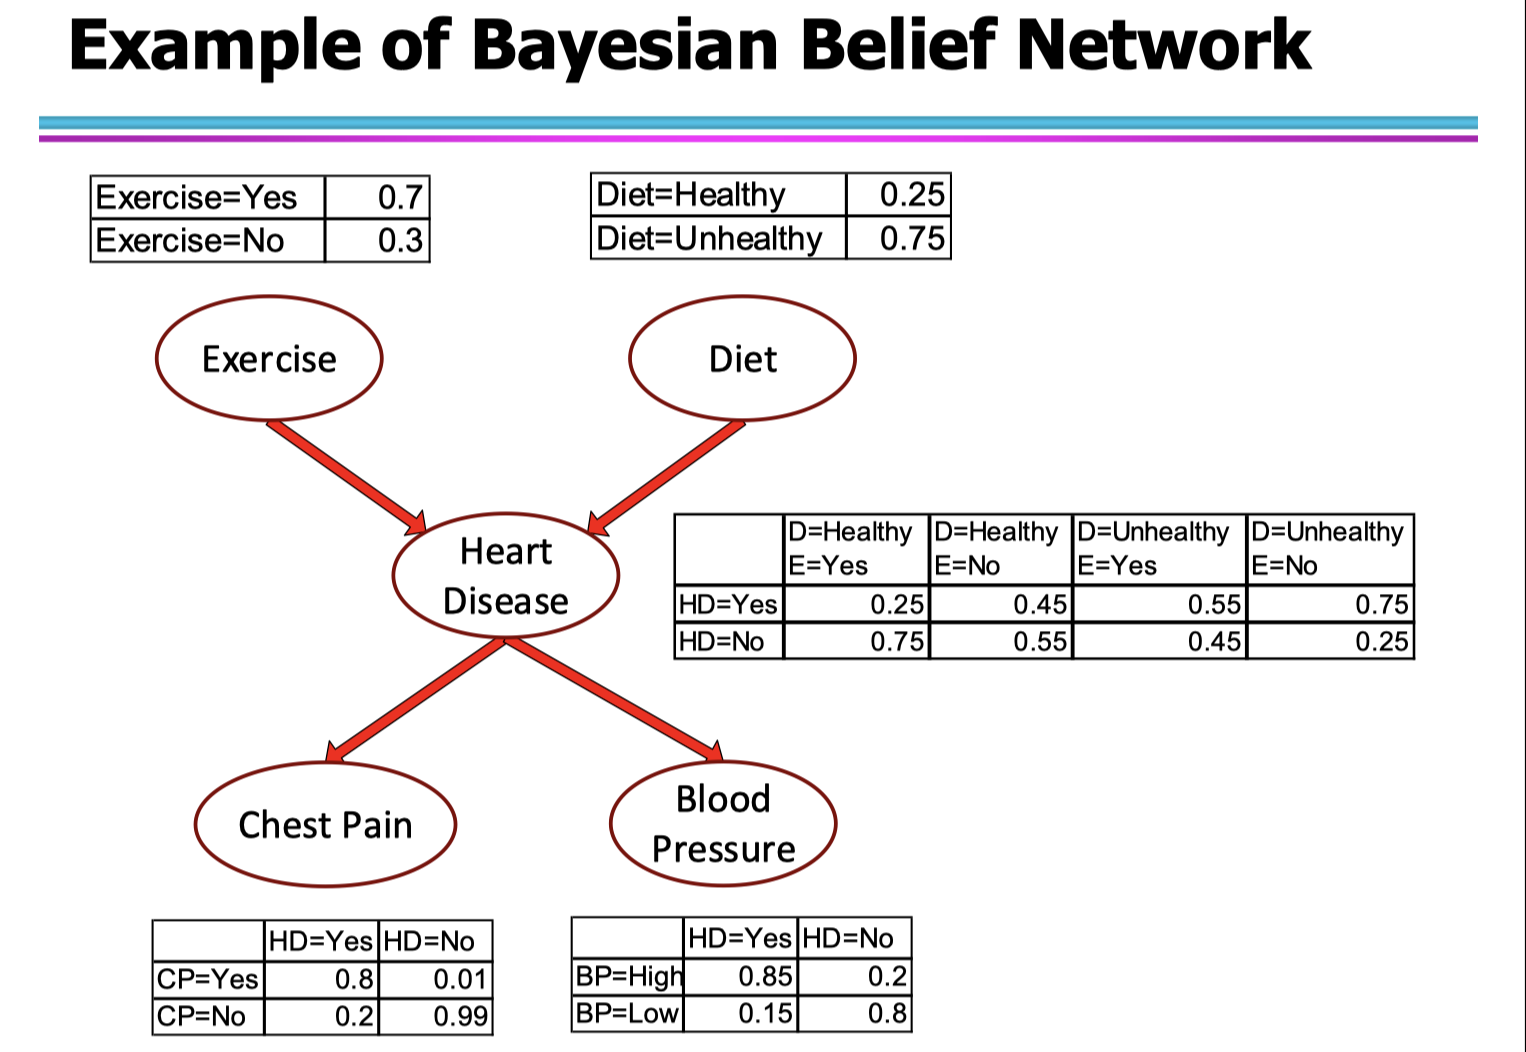 Example of Bayesian Belief Network
Exercise=Yes 0.7
Exercise=No 0.3
Diet=Healthy 0.25
Diet=Unhealthy 0.75
Exercise
Diet
Heart
Disease
D=Healthy D=Healthy D=Unhealthy D=Unhealthy
E=Yes E=No E=Yes E=No
HD=Yes 0.25 0.45 0.55 0.75
HD=No 0.75 0.55 0.45 0.25
Chest Pain
Blood
Pressure
HD=Yes HD=No
CP=Yes 0.8 0.01
CP=No 0.2 0.99
HD=Yes HD=No
BP=High 0.85 0.2
BP=Low 0.15 0.8